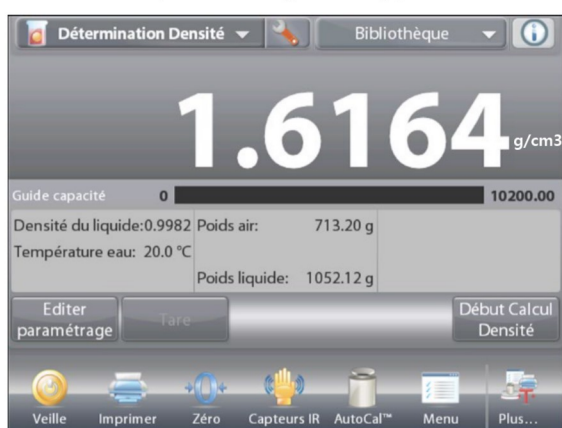 Détermination Densité Bibliothèque
1.6164 g/cm3
Guide capacité 0 10200.00
Densité du liquide:0.9982 Poids air: 713.20 g
Température eau: 20.0 °C
Poids liquide: 1052.12 g
Editer
paramétrage
Tare
Début Calcul
Densité
Veille Imprimer Zéro Capteurs IR AutoCal™ Menu Plus...